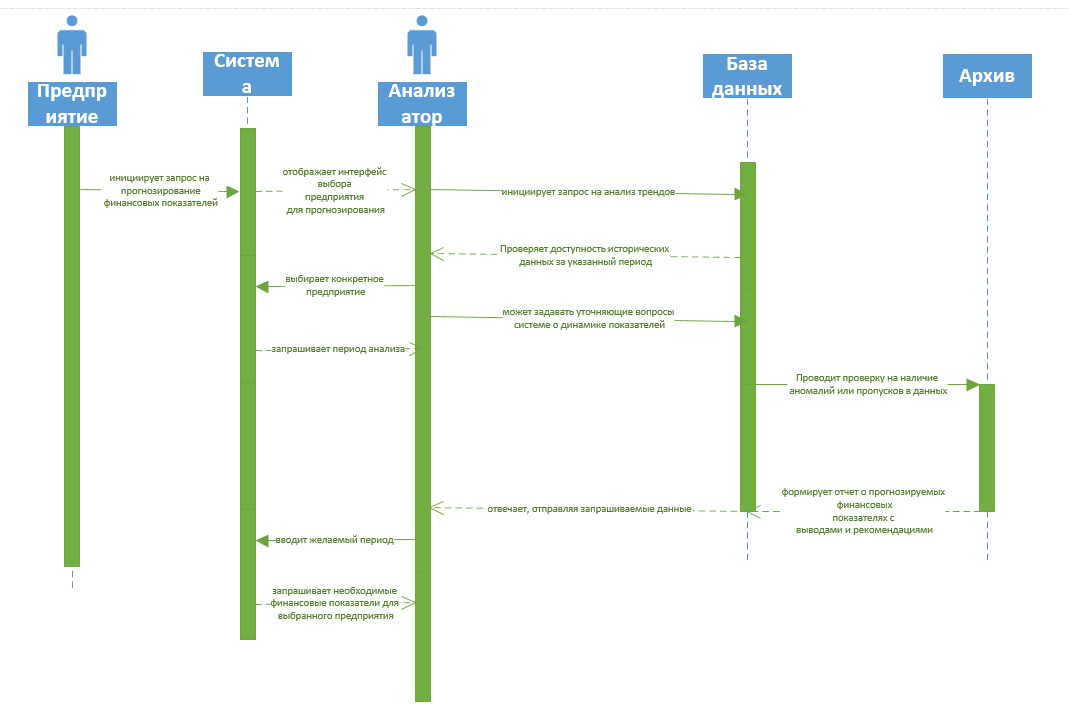 Предпр
иятие
Систем
а
Анализ
атор
База
данных
Архив
инициирует запрос на
прогнозирование
финансовых показателей
отображает интерфейс
выбора
предприятия
для прогнозирования
инициирует запрос на анализ трендов
Проверяет доступность исторических
данных за указанный период
выбирает конкретное
предприятие
может задавать уточняющие вопросы
системе о динамике показателей
запрашивает период анализа
Проводит проверку на наличие
аномалий или пропусков в данных
формирует отчет о прогнозируемых
финансовых
показателях с
выводами и рекомендациями
отвечает, отправляя запрашиваемые данные
вводит желаемый период
запрашивает необходимые
финансовые показатели для
выбранного предприятия